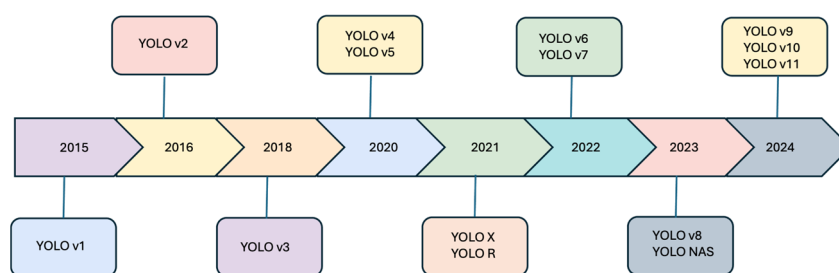 YOLO v2
YOLO v4
YOLO v5
YOLO v6
YOLO v7
YOLO v9
YOLO v10
YOLO v11
2015
2016
2018
2020
2021
2022
2023
2024
YOLO v1
YOLO v3
YOLO X
YOLO R
YOLO v8
YOLO NAS